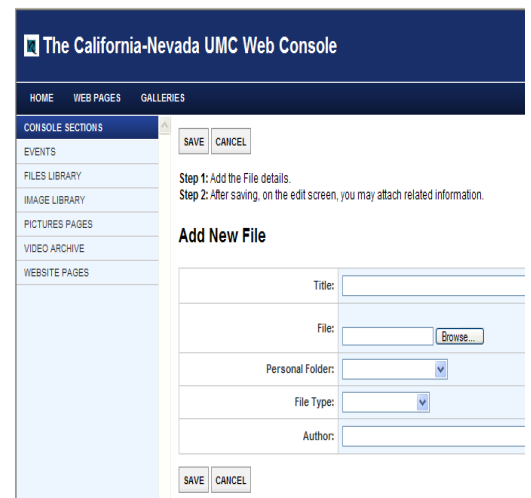 The California-Nevada UMC Web Console
HOME WEB PAGES GALLERIES
CONSOLE SECTIONS
EVENTS
FILES LIBRARY
IMAGE LIBRARY
PICTURES PAGES
VIDEO ARCHIVE
WEBSITE PAGES
SAVE CANCEL
Step 1: Add the File details.
Step 2: After saving, on the edit screen, you may attach related information.
Add New File
Title:
File: Browse...
Personal Folder:
File Type:
Author:
SAVE CANCEL